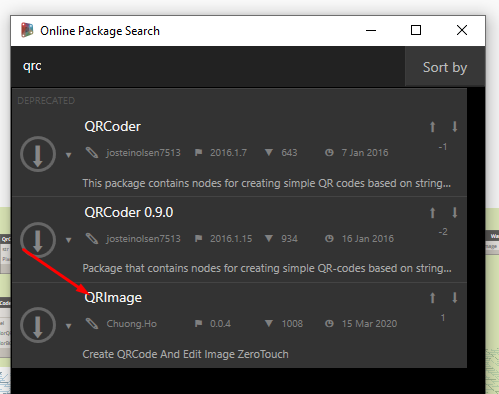 Online Package Search
qrc
Sort by
DEPRECATED
QRCoder
josteinolsen7513 2016.1.7 643 7 Jan 2016
-1
This package contains nodes for creating simple QR codes based on string...
QRCoder 0.9.0
josteinolsen7513 2016.1.15 934 16 Jan 2016
-2
Package that contains nodes for creating simple QR-codes based on string...
QRImage
Chuong.Ho 0.0.4 1008 15 Mar 2020
1
Create QRCode And Edit Image ZeroTouch